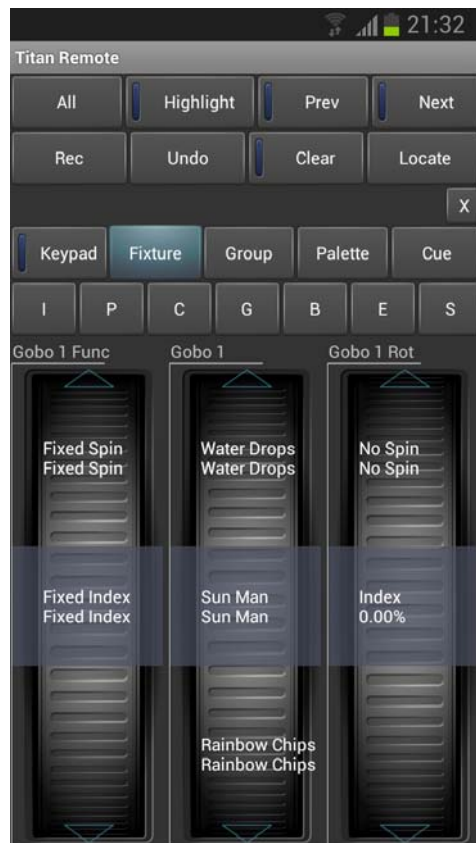 21:32
Titan Remote
All Highlight Prev Next
Rec Undo Clear Locate
X
Keypad Fixture Group Palette Cue
I P C G B E S
Gobo 1 Func Gobo 1 Gobo 1 Rot
Fixed Spin Water Drops No Spin
Fixed Spin Water Drops No Spin
Fixed Index Sun Man Index
Fixed Index Sun Man 0.00%
Rainbow Chips
Rainbow Chips